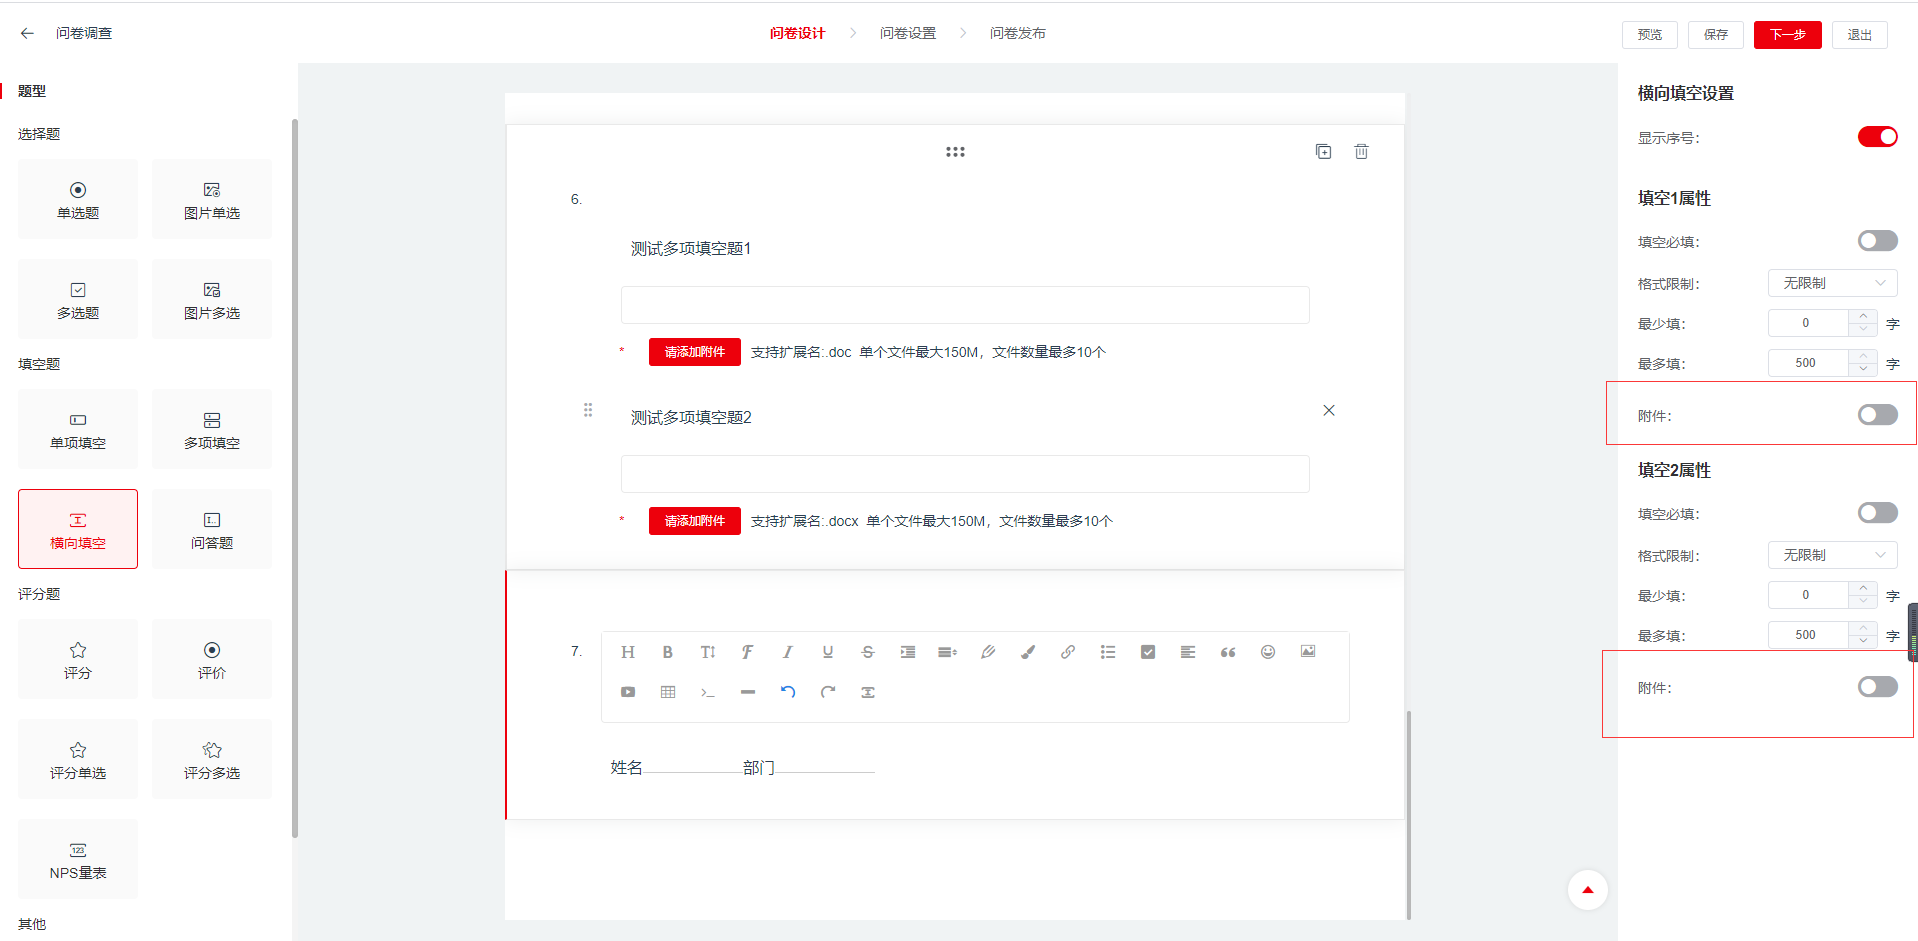 问卷调查
问卷设计 问卷设置 问卷发布
预览 保存 下一步 退出
题型
选择题
单选题 图片单选
多选题 图片多选
填空题
单项填空 多项填空
横向填空 问答题
评分题
评分 评价
评分单选 评分多选
123
NPS量表
其他
6.
测试多项填空题1
* 请添加附件 支持扩展名:.doc 单个文件最大150M，文件数量最多10个
测试多项填空题2
* 请添加附件 支持扩展名:.docx 单个文件最大150M，文件数量最多10个
7.
姓名 部门
横向填空设置
显示序号：
填空1属性
填空必填：
格式限制： 无限制
最少填： 0 字
最多填： 500 字
附件：
填空2属性
填空必填：
格式限制： 无限制
最少填： 0 字
最多填： 500 字
附件：